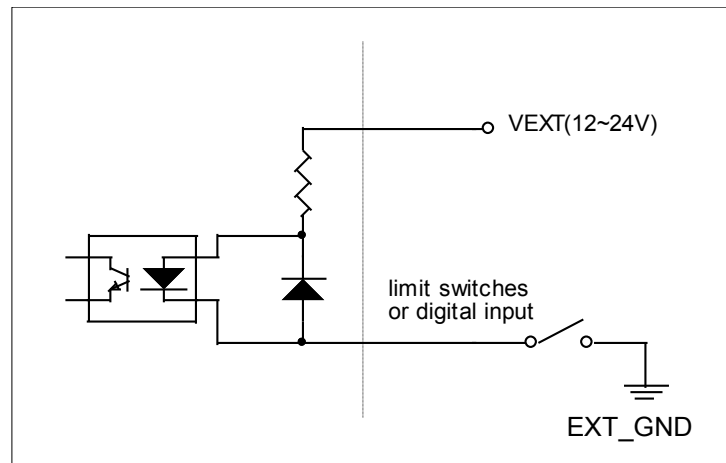 VEXT(12~24V)
limit switches
or digital input
EXT_GND